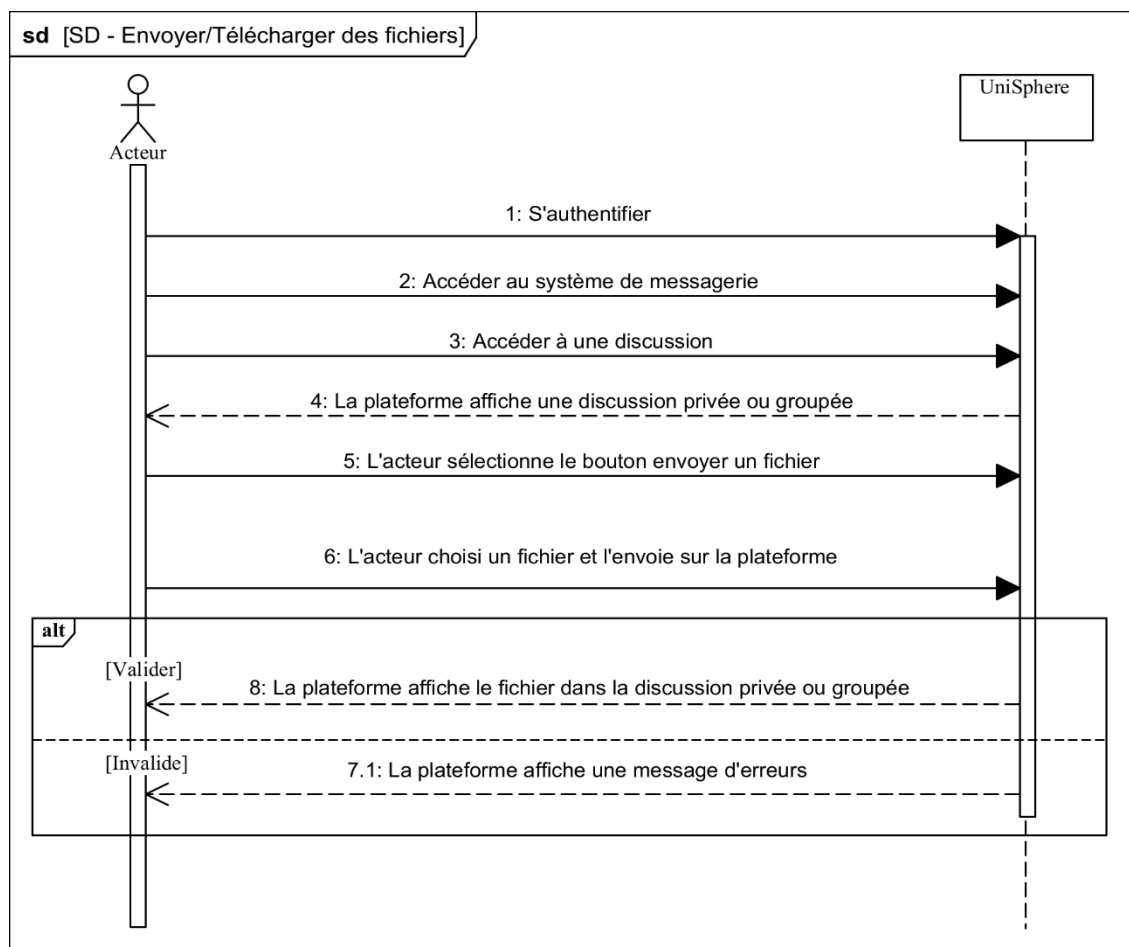 sd [SD - Envoyer/Télécharger des fichiers]
Acteur
UniSphere
1: S'authentifier
2: Accéder au système de messagerie
3: Accéder à une discussion
4: La plateforme affiche une discussion privée ou groupée
5: L'acteur sélectionne le bouton envoyer un fichier
6: L'acteur choisi un fichier et l'envoie sur la plateforme
alt
[Valider]
8: La plateforme affiche le fichier dans la discussion privée ou groupée
[Invalide]
7.1: La plateforme affiche une message d'erreurs